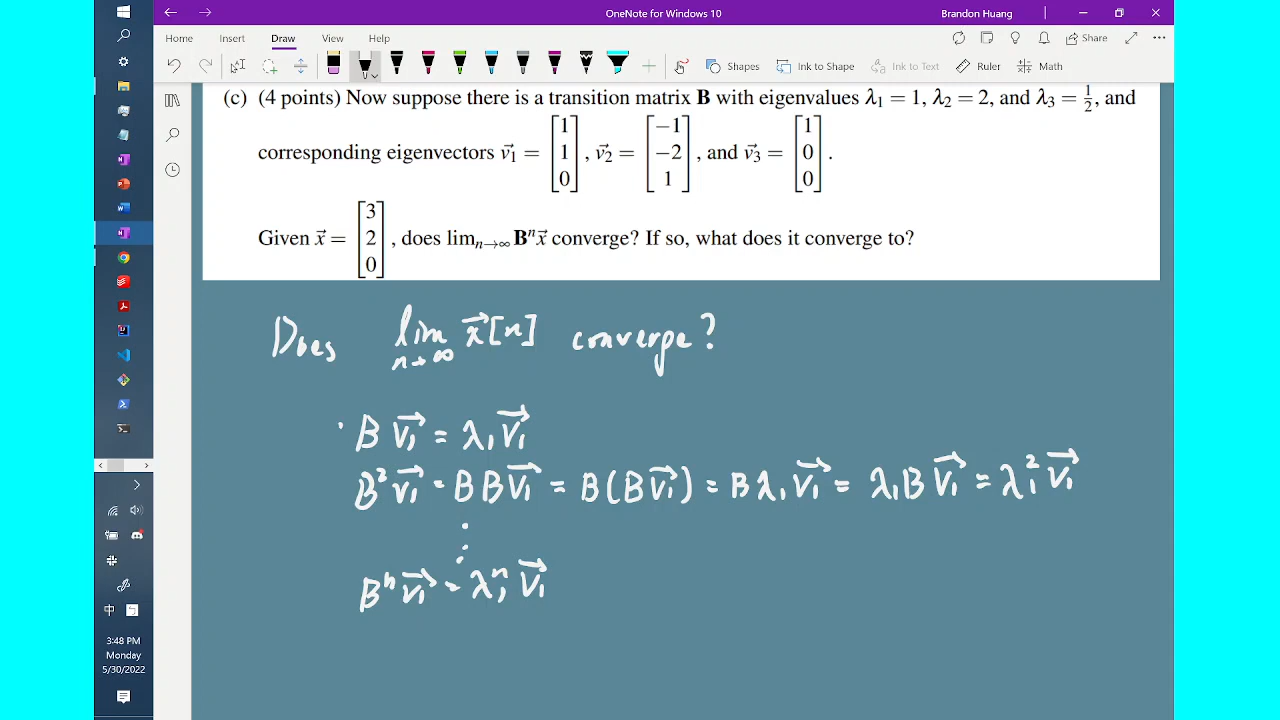 OneNote for Windows 10
Brandon Huang
Home Insert Draw View Help
Share
Shapes Ink to Shape Ink to Text Ruler Math
(c) (4 points) Now suppose there is a transition matrix B with eigenvalues λ₁ = 1, λ₂ = 2, and λ₃ = 1/2, and
corresponding eigenvectors v⃗₁ = [1 1 0], v⃗₂ = [−1 −2 1], and v⃗₃ = [1 0 0].
Given x⃗ = [3 2 0], does limₙ→∞ Bⁿx⃗ converge? If so, what does it converge to?
Does lim n→∞ x⃗[n] converge?
· B v⃗₁ = λ₁ v⃗₁
B² v⃗₁ = B B v⃗₁ = B(B v⃗₁) = B λ₁ v⃗₁ = λ₁ B v⃗₁ = λ₁² v⃗₁
⋮
Bⁿ v⃗₁ = λ₁ⁿ v⃗₁
中
3:48 PM
Monday
5/30/2022